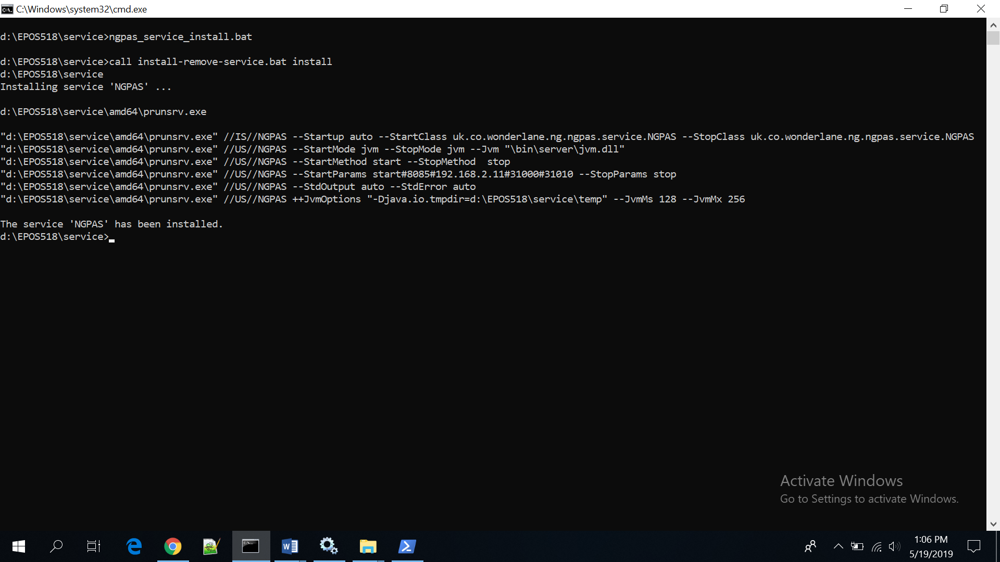 C:\Windows\system32\cmd.exe
d:\EPOS518\service>ngpas_service_install.bat
d:\EPOS518\service>call install-remove-service.bat install
d:\EPOS518\service
Installing service 'NGPAS' ...
d:\EPOS518\service\amd64\prunsrv.exe
"d:\EPOS518\service\amd64\prunsrv.exe" //IS//NGPAS --Startup auto --StartClass uk.co.wonderlane.ng.ngpas.service.NGPAS --StopClass uk.co.wonderlane.ng.ngpas.service.NGPAS
"d:\EPOS518\service\amd64\prunsrv.exe" //US//NGPAS --StartMode jvm --StopMode jvm --Jvm "\bin\server\jvm.dll"
"d:\EPOS518\service\amd64\prunsrv.exe" //US//NGPAS --StartMethod start --StopMethod  stop
"d:\EPOS518\service\amd64\prunsrv.exe" //US//NGPAS --StartParams start#8085#192.168.2.11#31000#31010 --StopParams stop
"d:\EPOS518\service\amd64\prunsrv.exe" //US//NGPAS --StdOutput auto --StdError auto
"d:\EPOS518\service\amd64\prunsrv.exe" //US//NGPAS ++JvmOptions "-Djava.io.tmpdir=d:\EPOS518\service\temp" --JvmMs 128 --JvmMx 256
The service 'NGPAS' has been installed.
d:\EPOS518\service>
Activate Windows
Go to Settings to activate Windows.
1:06 PM
5/19/2019